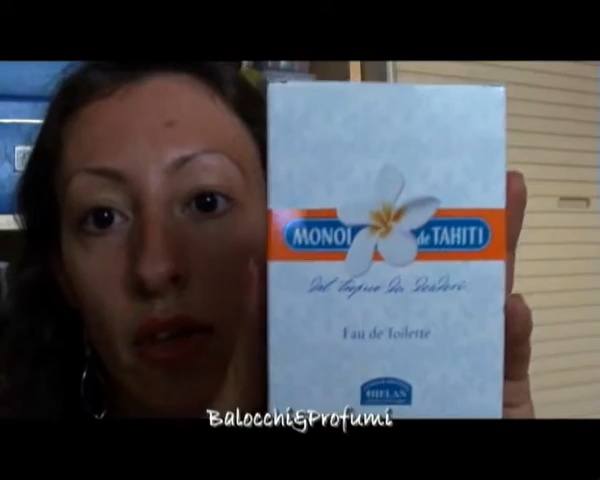 MONOI de TAHITI
Dal Tropico dei Desideri
Eau de Toilette
HELAN
Balocchi&Profumi